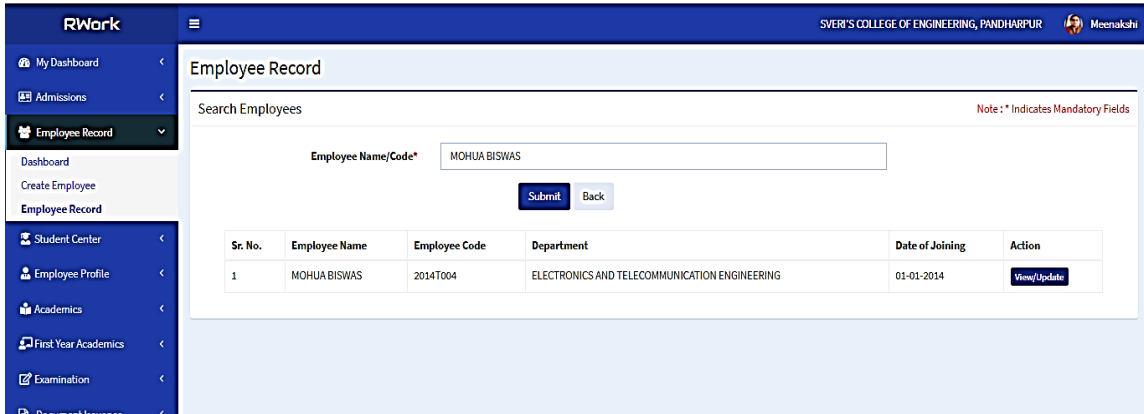 RWork
SVERI'S COLLEGE OF ENGINEERING, PANDHARPUR Meenakshi
My Dashboard
Admissions
Employee Record
Dashboard
Create Employee
Employee Record
Student Center
Employee Profile
Academics
First Year Academics
Examination
Document Issuance
Employee Record
Search Employees Note : * Indicates Mandatory Fields
Employee Name/Code* MOHUA BISWAS
Submit Back
Sr. No. Employee Name Employee Code Department Date of Joining Action
1 MOHUA BISWAS 2014T004 ELECTRONICS AND TELECOMMUNICATION ENGINEERING 01-01-2014 View/Update